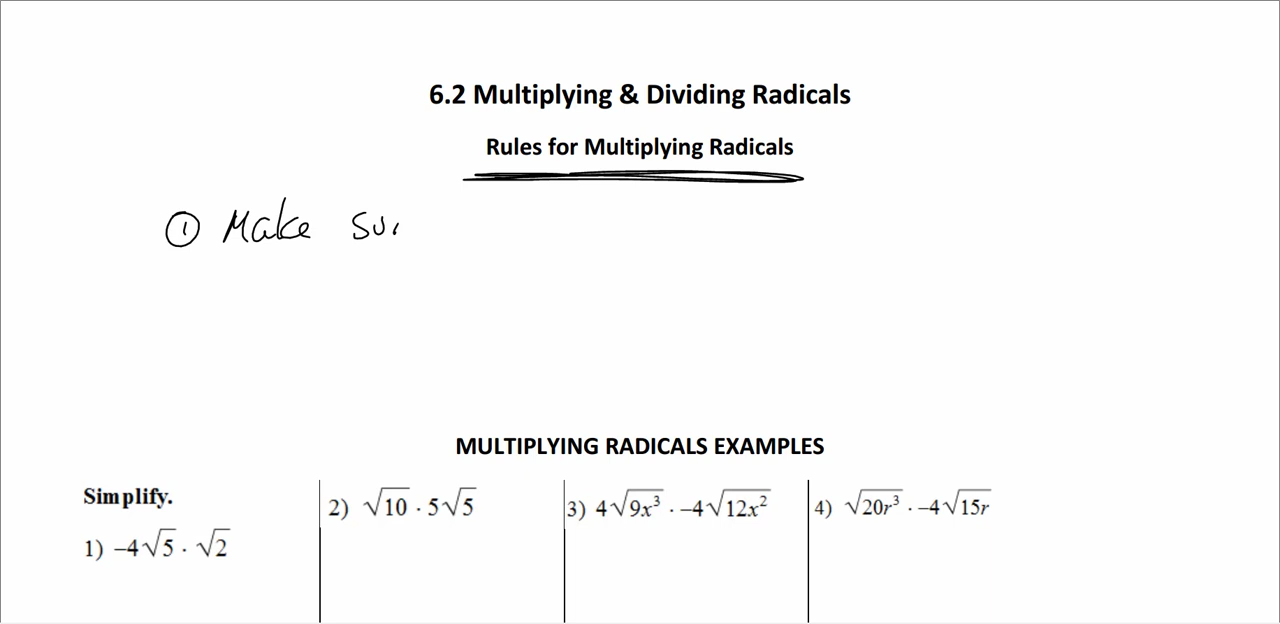 6.2 Multiplying & Dividing Radicals
Rules for Multiplying Radicals
① Make
MULTIPLYING RADICALS EXAMPLES
Simplify.
1) –4√5 · √2
2) √10 · 5√5
3) 4√9x³ · –4√12x²
4) √20r³ · –4√15r